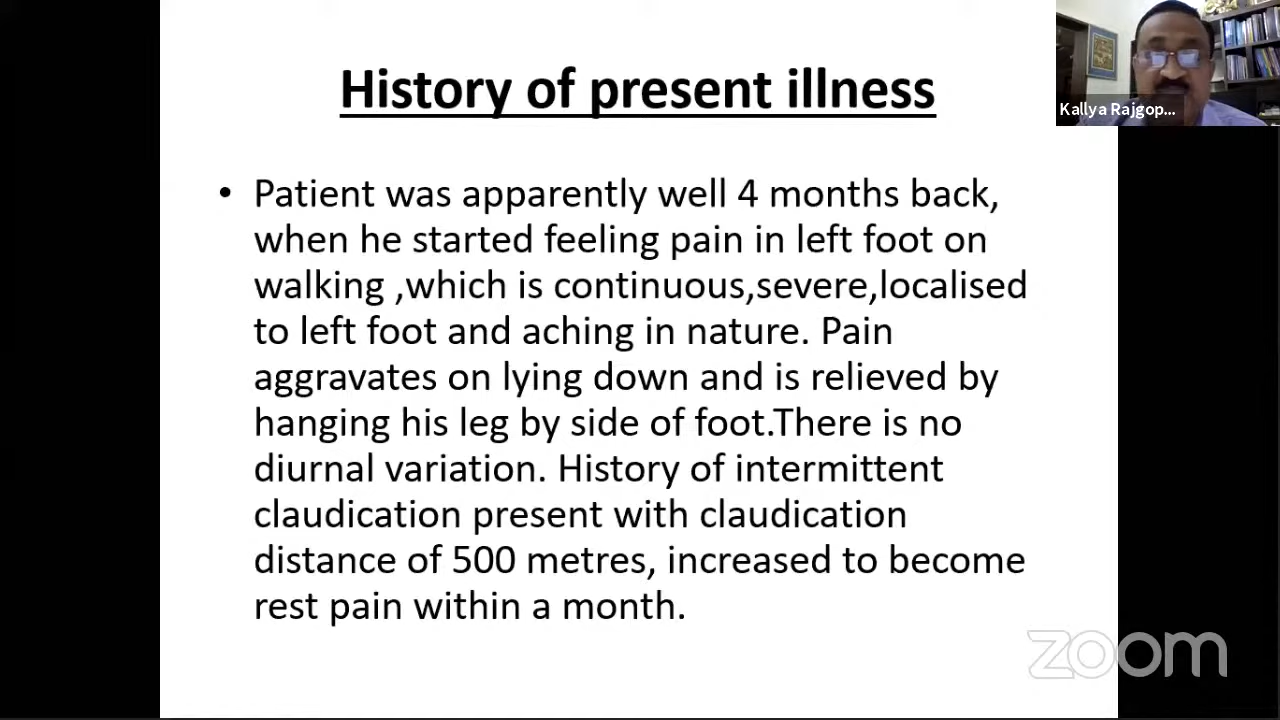 History of present illness
Kallya Rajgop...
• Patient was apparently well 4 months back,
when he started feeling pain in left foot on
walking ,which is continuous,severe,localised
to left foot and aching in nature. Pain
aggravates on lying down and is relieved by
hanging his leg by side of foot.There is no
diurnal variation. History of intermittent
claudication present with claudication
distance of 500 metres, increased to become
rest pain within a month.
zoom